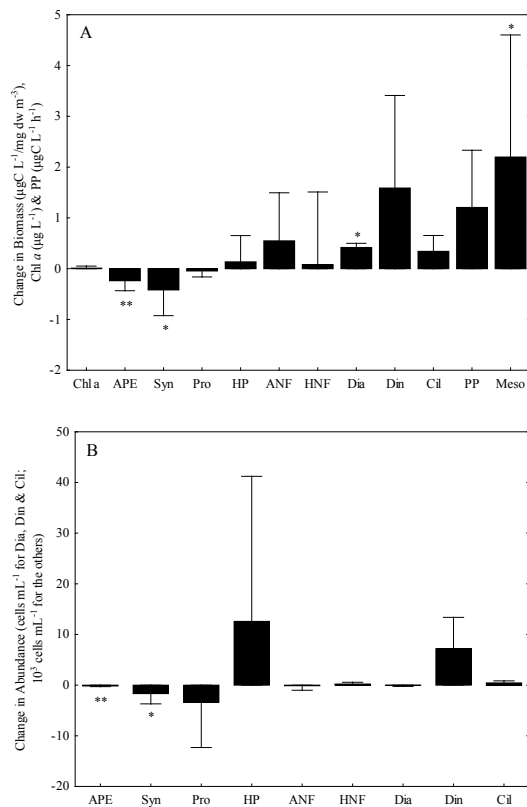 A
Change in Biomass (µgC L⁻¹/mg dw m⁻³),
Chl a (µg L⁻¹) & PP (µgC L⁻¹ h⁻¹)
5
4
3
2
1
0
-1
-2
*
**
*
*
Chl a APE Syn Pro HP ANF HNF Dia Din Cil PP Meso
B
Change in Abundance (cells mL⁻¹ for Dia, Din & Cil;
10³ cells mL⁻¹ for the others)
50
40
30
20
10
0
-10
-20
**
*
APE Syn Pro HP ANF HNF Dia Din Cil